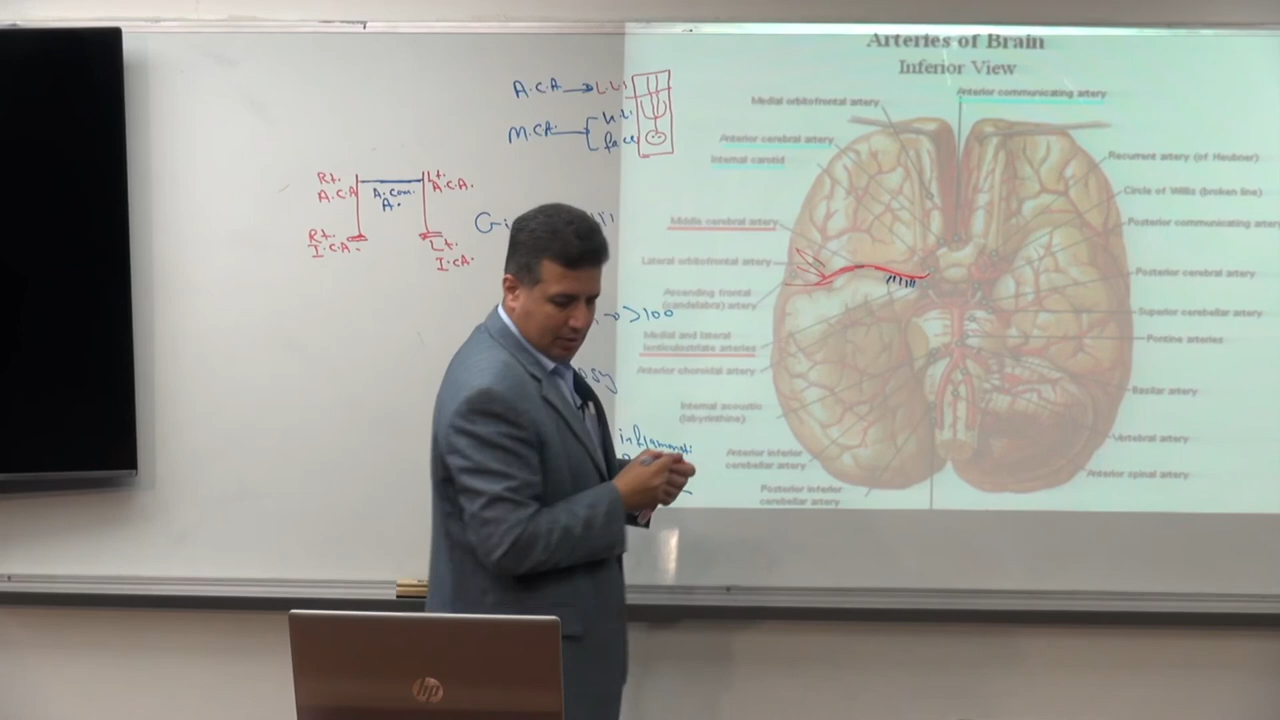 A.C.A → L.L
M.C.A U.L
face
Rt.
A.C.A
A.Com.
A.
Lt.
A.C.A.
Rt.
I.C.A.
Lt.
I.CA.
>100
Arteries of Brain
Inferior View
Medial orbitofrontal artery
Anterior cerebral artery
Internal carotid
Middle cerebral artery
Lateral orbitofrontal artery
Ascending frontal
(candelabra) artery
Medial and lateral
lenticulostriate arteries
Anterior choroidal artery
Internal acoustic
(labyrinthine)
Anterior inferior
cerebellar artery
Posterior inferior
cerebellar artery
Anterior communicating artery
Recurrent artery (of Heubner)
Circle of Willis (broken line)
Posterior communicating artery
Posterior cerebral artery
Superior cerebellar artery
Pontine arteries
Basilar artery
Vertebral artery
Anterior spinal artery
hp